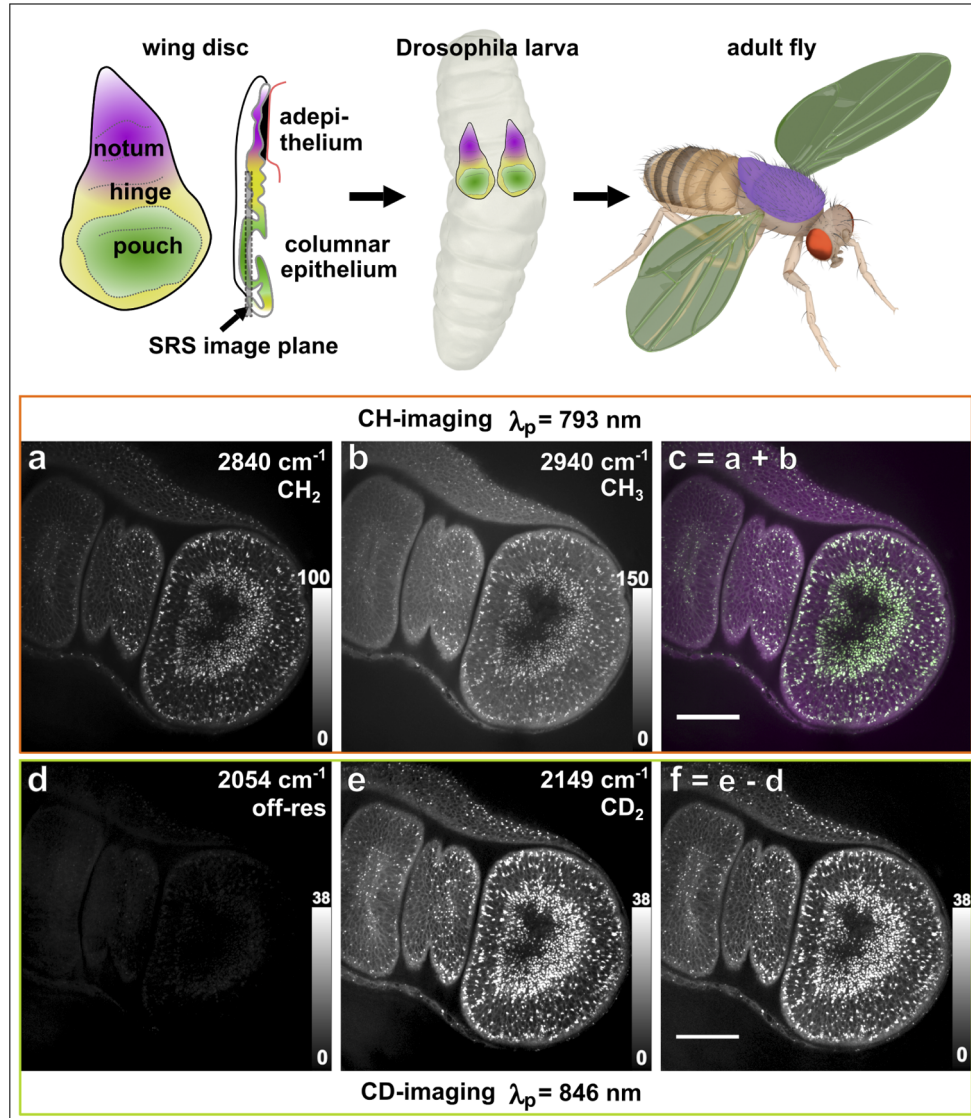 wing disc
Drosophila larva
adult fly
notum
hinge
pouch
adepi-
thelium
columnar
epithelium
SRS image plane
CH-imaging λp = 793 nm
a
2840 cm⁻¹
CH₂
100
0
b
2940 cm⁻¹
CH₃
150
0
c = a + b
d
2054 cm⁻¹
off-res
38
0
e
2149 cm⁻¹
CD₂
38
0
f = e - d
38
0
CD-imaging λp = 846 nm